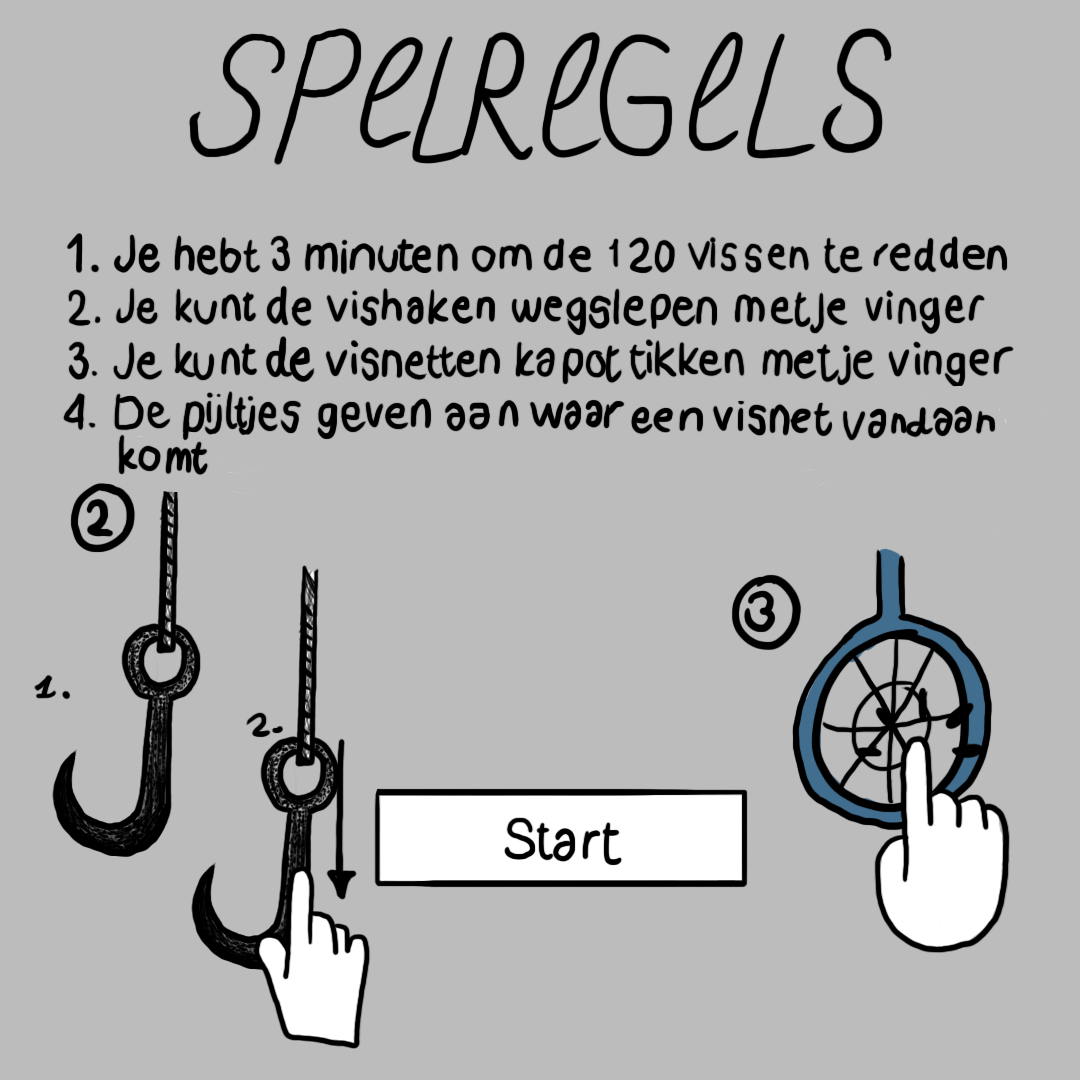 SPELREGELS
1. Je hebt 3 minuten om de 120 vissen te redden
2. Je kunt de vishaken wegslepen met je vinger
3. Je kunt de visnetten kapot tikken met je vinger
4. De pijltjes geven aan waar een visnet vandaan
komt
2
3
1.
2.
Start